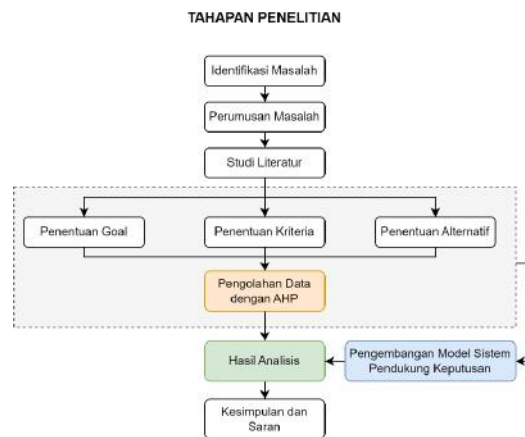 TAHAPAN PENELITIAN
Identifikasi Masalah
Perumusan Masalah
Studi Literatur
Penentuan Goal
Penentuan Kriteria
Penentuan Alternatif
Pengolahan Data
dengan AHP
Hasil Analisis
Pengembangan Model Sistem
Pendukung Keputusan
Kesimpulan dan
Saran